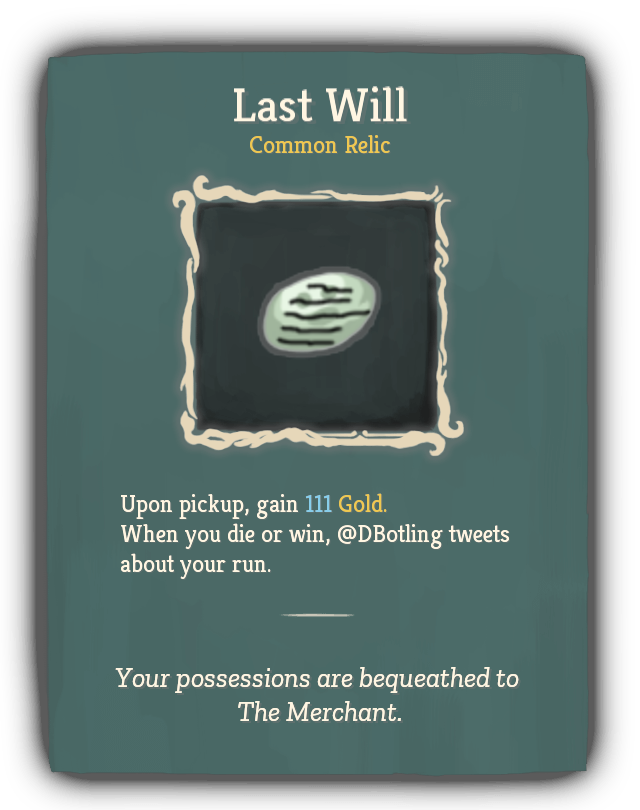 Last Will
Common Relic
Upon pickup, gain 111 Gold.
When you die or win, @DBotling tweets
about your run.
Your possessions are bequeathed to
The Merchant.